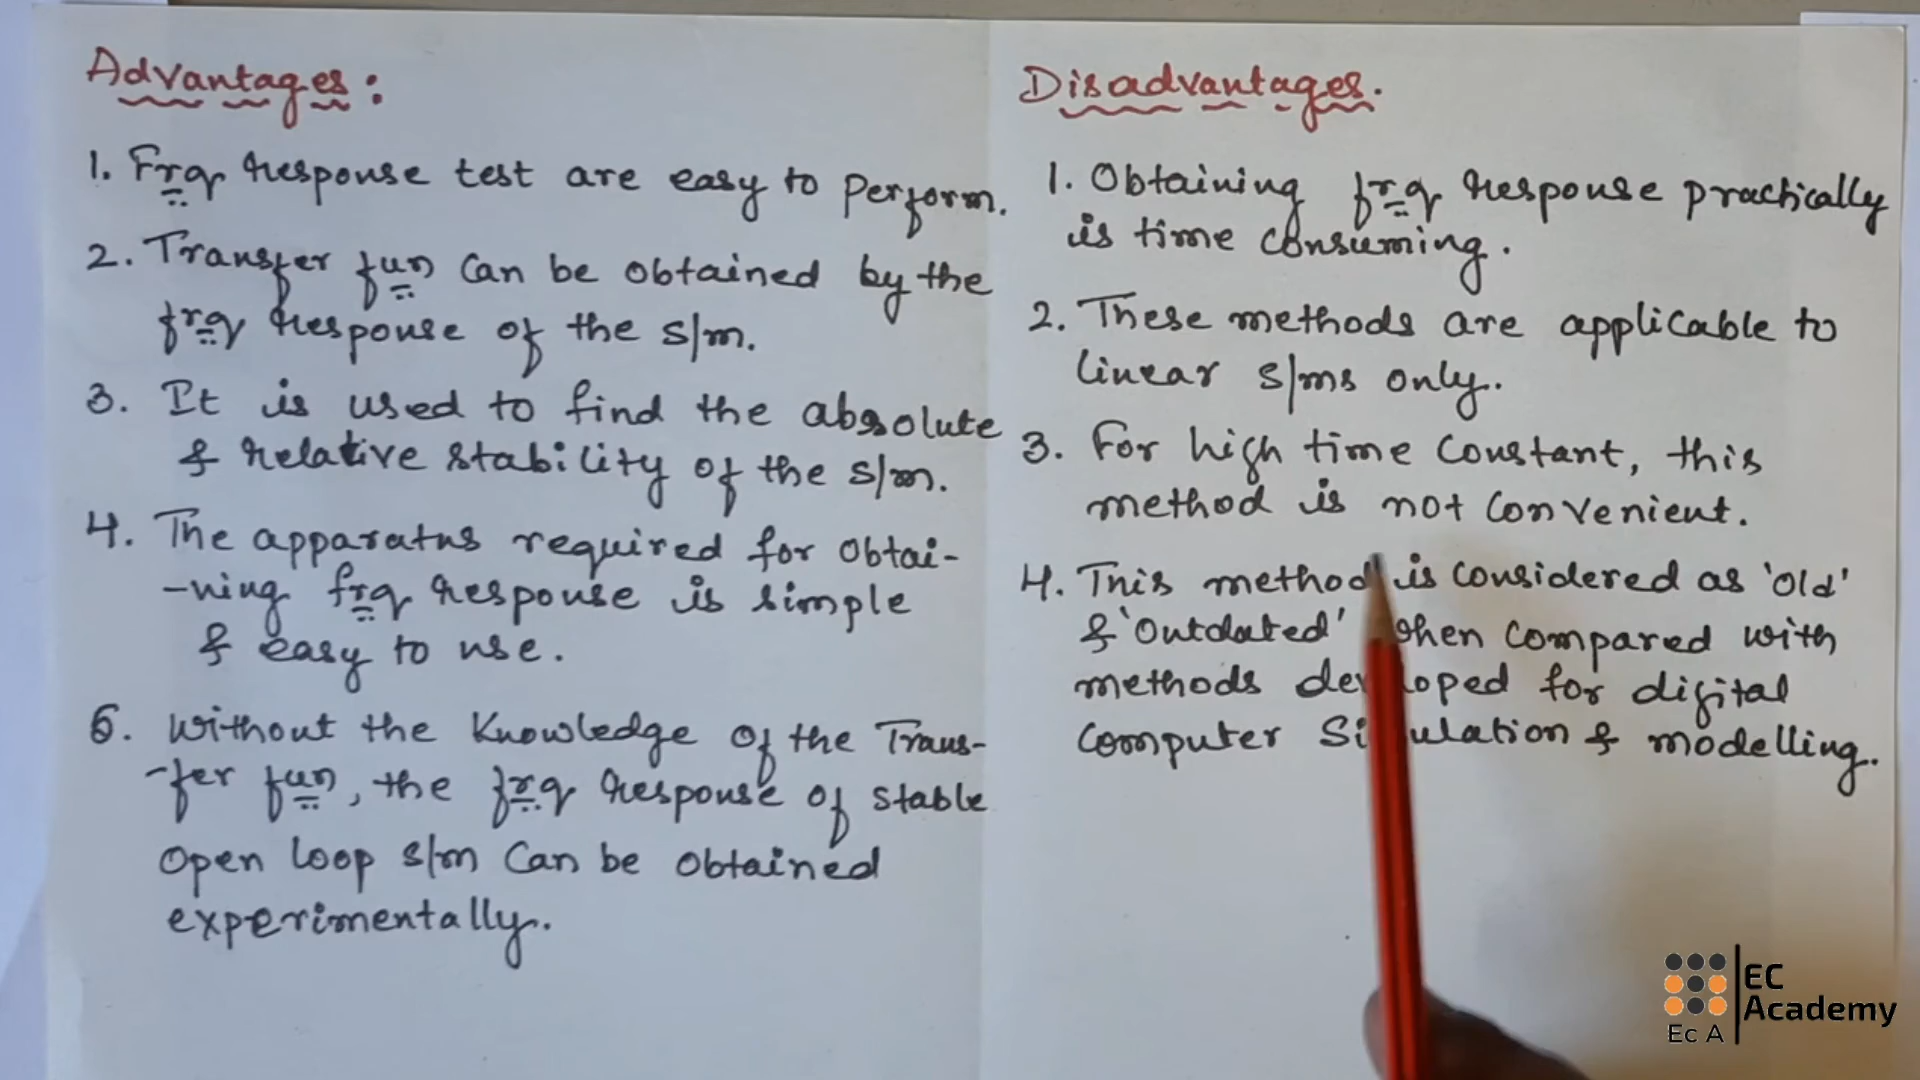 Advantages:
1. Frq Response test are easy to perform.
2. Transfer fun can be obtained by the
frq Response of the s/m.
3. It is used to find the absolute
& relative stability of the s/m.
4. The apparatus required for obtai-
-ning frq Response is simple
& easy to use.
5. Without the knowledge of the Trans-
-fer fun, the frq Response of stable
Open loop s/m can be obtained
experimentally.
Disadvantages.
1. Obtaining frq Response practically
is time consuming.
2. These methods are applicable to
linear s/ms only.
3. For high time constant, this
method is not convenient.
4. This method is considered as 'old'
& 'Outdated' when compared with
methods developed for digital
computer Simulation & modelling.
EC
Academy
Ec A